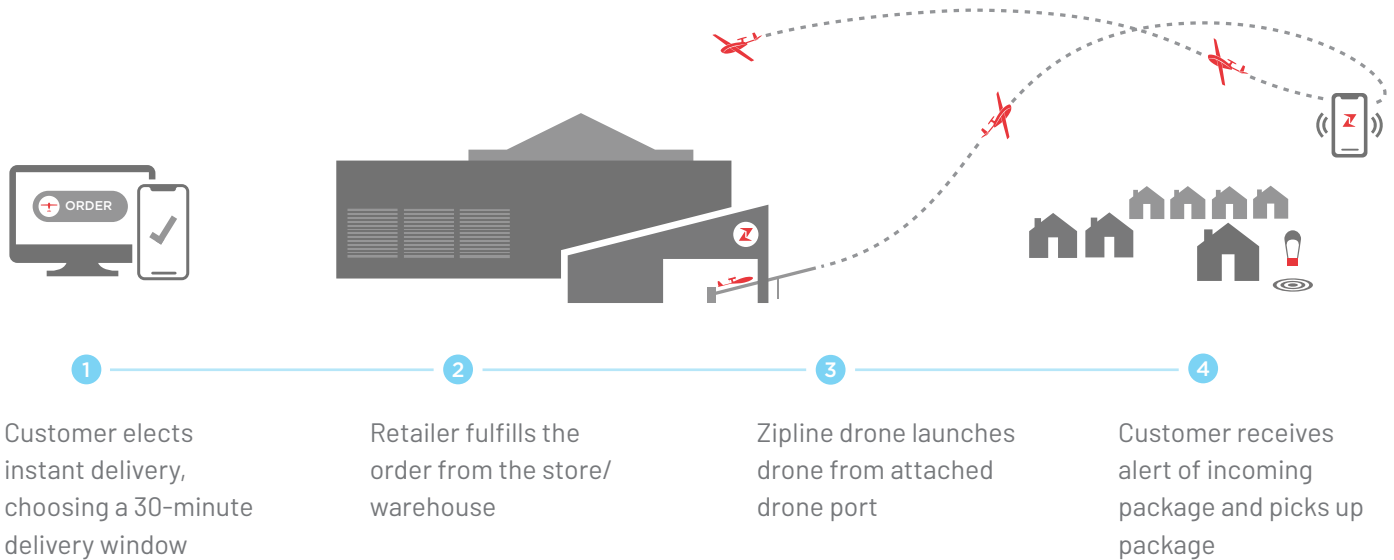 ORDER
1
2
3
4
Customer elects
instant delivery,
choosing a 30-minute
delivery window
Retailer fulfills the
order from the store/
warehouse
Zipline drone launches
drone from attached
drone port
Customer receives
alert of incoming
package and picks up
package